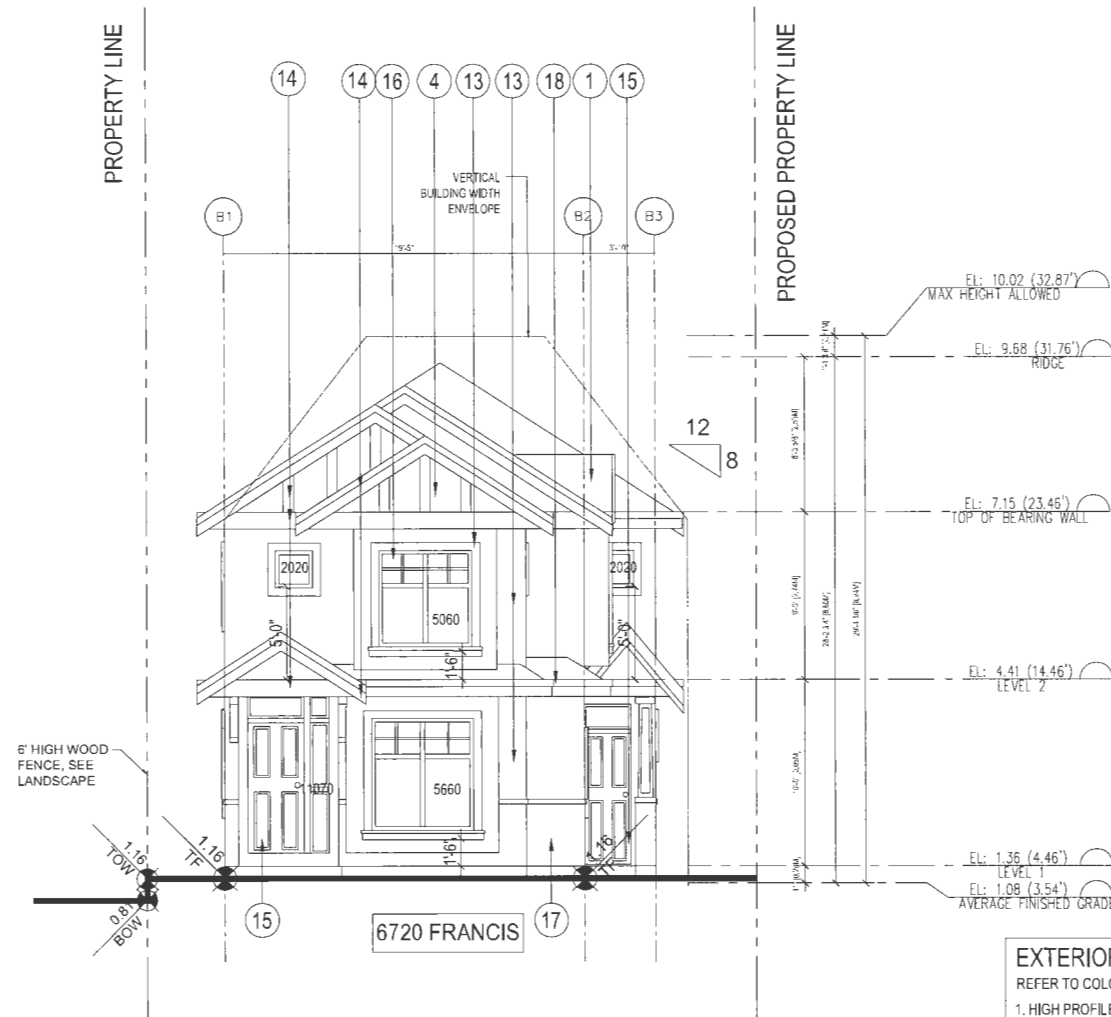 PROPERTY LINE
PROPOSED PROPERTY LINE
14
14
16
4
13
13
18
1
15
VERTICAL
BUILDING WIDTH
ENVELOPE
B1
B2
B3
EL: 10.02 (32.87')
MAX HEIGHT ALLOWED
EL: 9.68 (31.76')
RIDGE
12
8
EL: 7.15 (23.46')
TOP OF BEARING WALL
2020
2020
5060
5'-0"
1'-6"
EL: 4.41 (14.46')
LEVEL 2
6' HIGH WOOD
FENCE, SEE
LANDSCAPE
5660
1'-6"
1.16
TOW
1.16
TF
1.16
0.81
BOW
EL: 1.36 (4.46')
LEVEL 1
EL: 1.08 (3.54')
AVERAGE FINISHED GRADE
15
17
6720 FRANCIS
EXTERIOR
REFER TO COLO
1. HIGH PROFILE